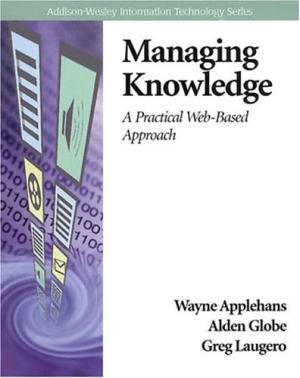 Addison-Wesley Information Technology Series
Managing
Knowledge
A Practical Web-Based
Approach
Wayne Applehans
Alden Globe
Greg Laugero